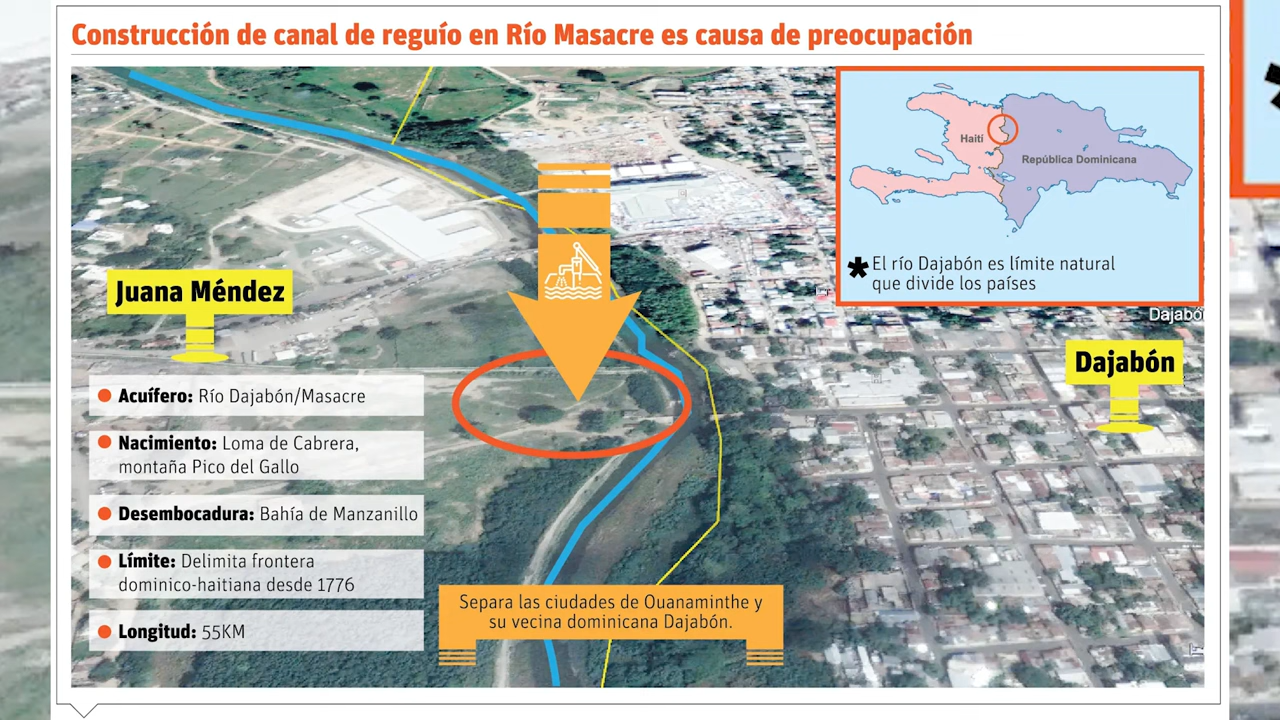 Construcción de canal de reguío en Río Masacre es causa de preocupación
Haití
República Dominicana
* El río Dajabón es límite natural
que divide los países
Juana Méndez
Dajabón
Acuífero: Río Dajabón/Masacre
Nacimiento: Loma de Cabrera,
montaña Pico del Gallo
Desembocadura: Bahía de Manzanillo
Límite: Delimita frontera
dominico-haitiana desde 1776
Longitud: 55KM
Separa las ciudades de Ouanaminthe y
su vecina dominicana Dajabón.